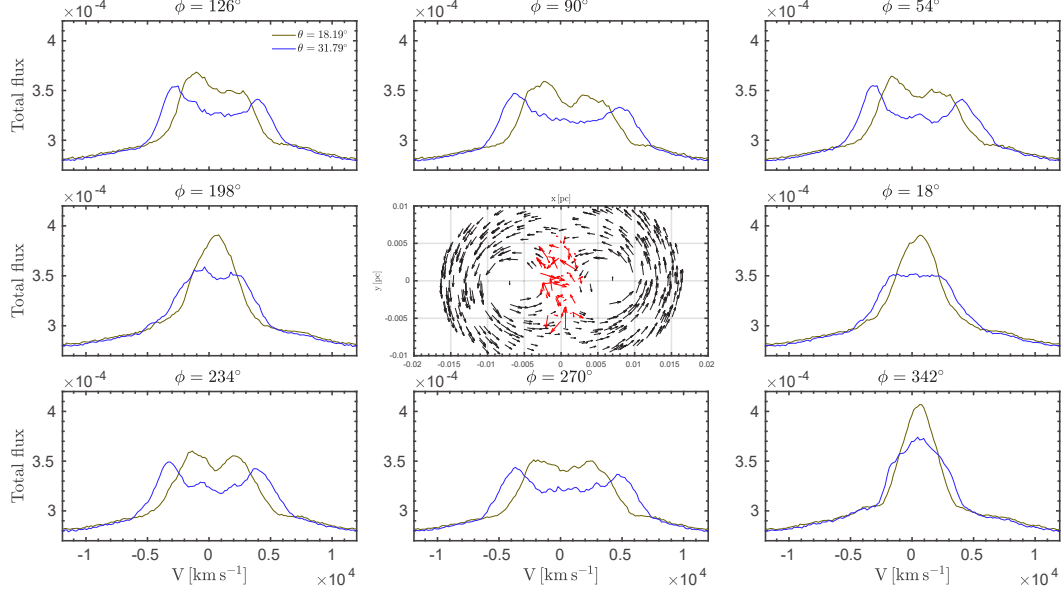 φ = 126°
φ = 90°
φ = 54°
×10⁻⁴
×10⁻⁴
×10⁻⁴
θ = 18.19°
θ = 31.79°
Total flux
4
3.5
3
4
3.5
3
4
3.5
3
φ = 198°
x [pc]
φ = 18°
×10⁻⁴
×10⁻⁴
Total flux
4
3.5
3
y [pc]
0.01
0.005
0
-0.005
-0.01
-0.02 -0.015 -0.01 -0.005 0 0.005 0.01 0.015 0.02
4
3.5
3
φ = 234°
φ = 270°
φ = 342°
×10⁻⁴
×10⁻⁴
×10⁻⁴
Total flux
4
3.5
3
4
3.5
3
4
3.5
3
-1 -0.5 0 0.5 1
-1 -0.5 0 0.5 1
-1 -0.5 0 0.5 1
V [km s⁻¹]
×10⁴
V [km s⁻¹]
×10⁴
V [km s⁻¹]
×10⁴